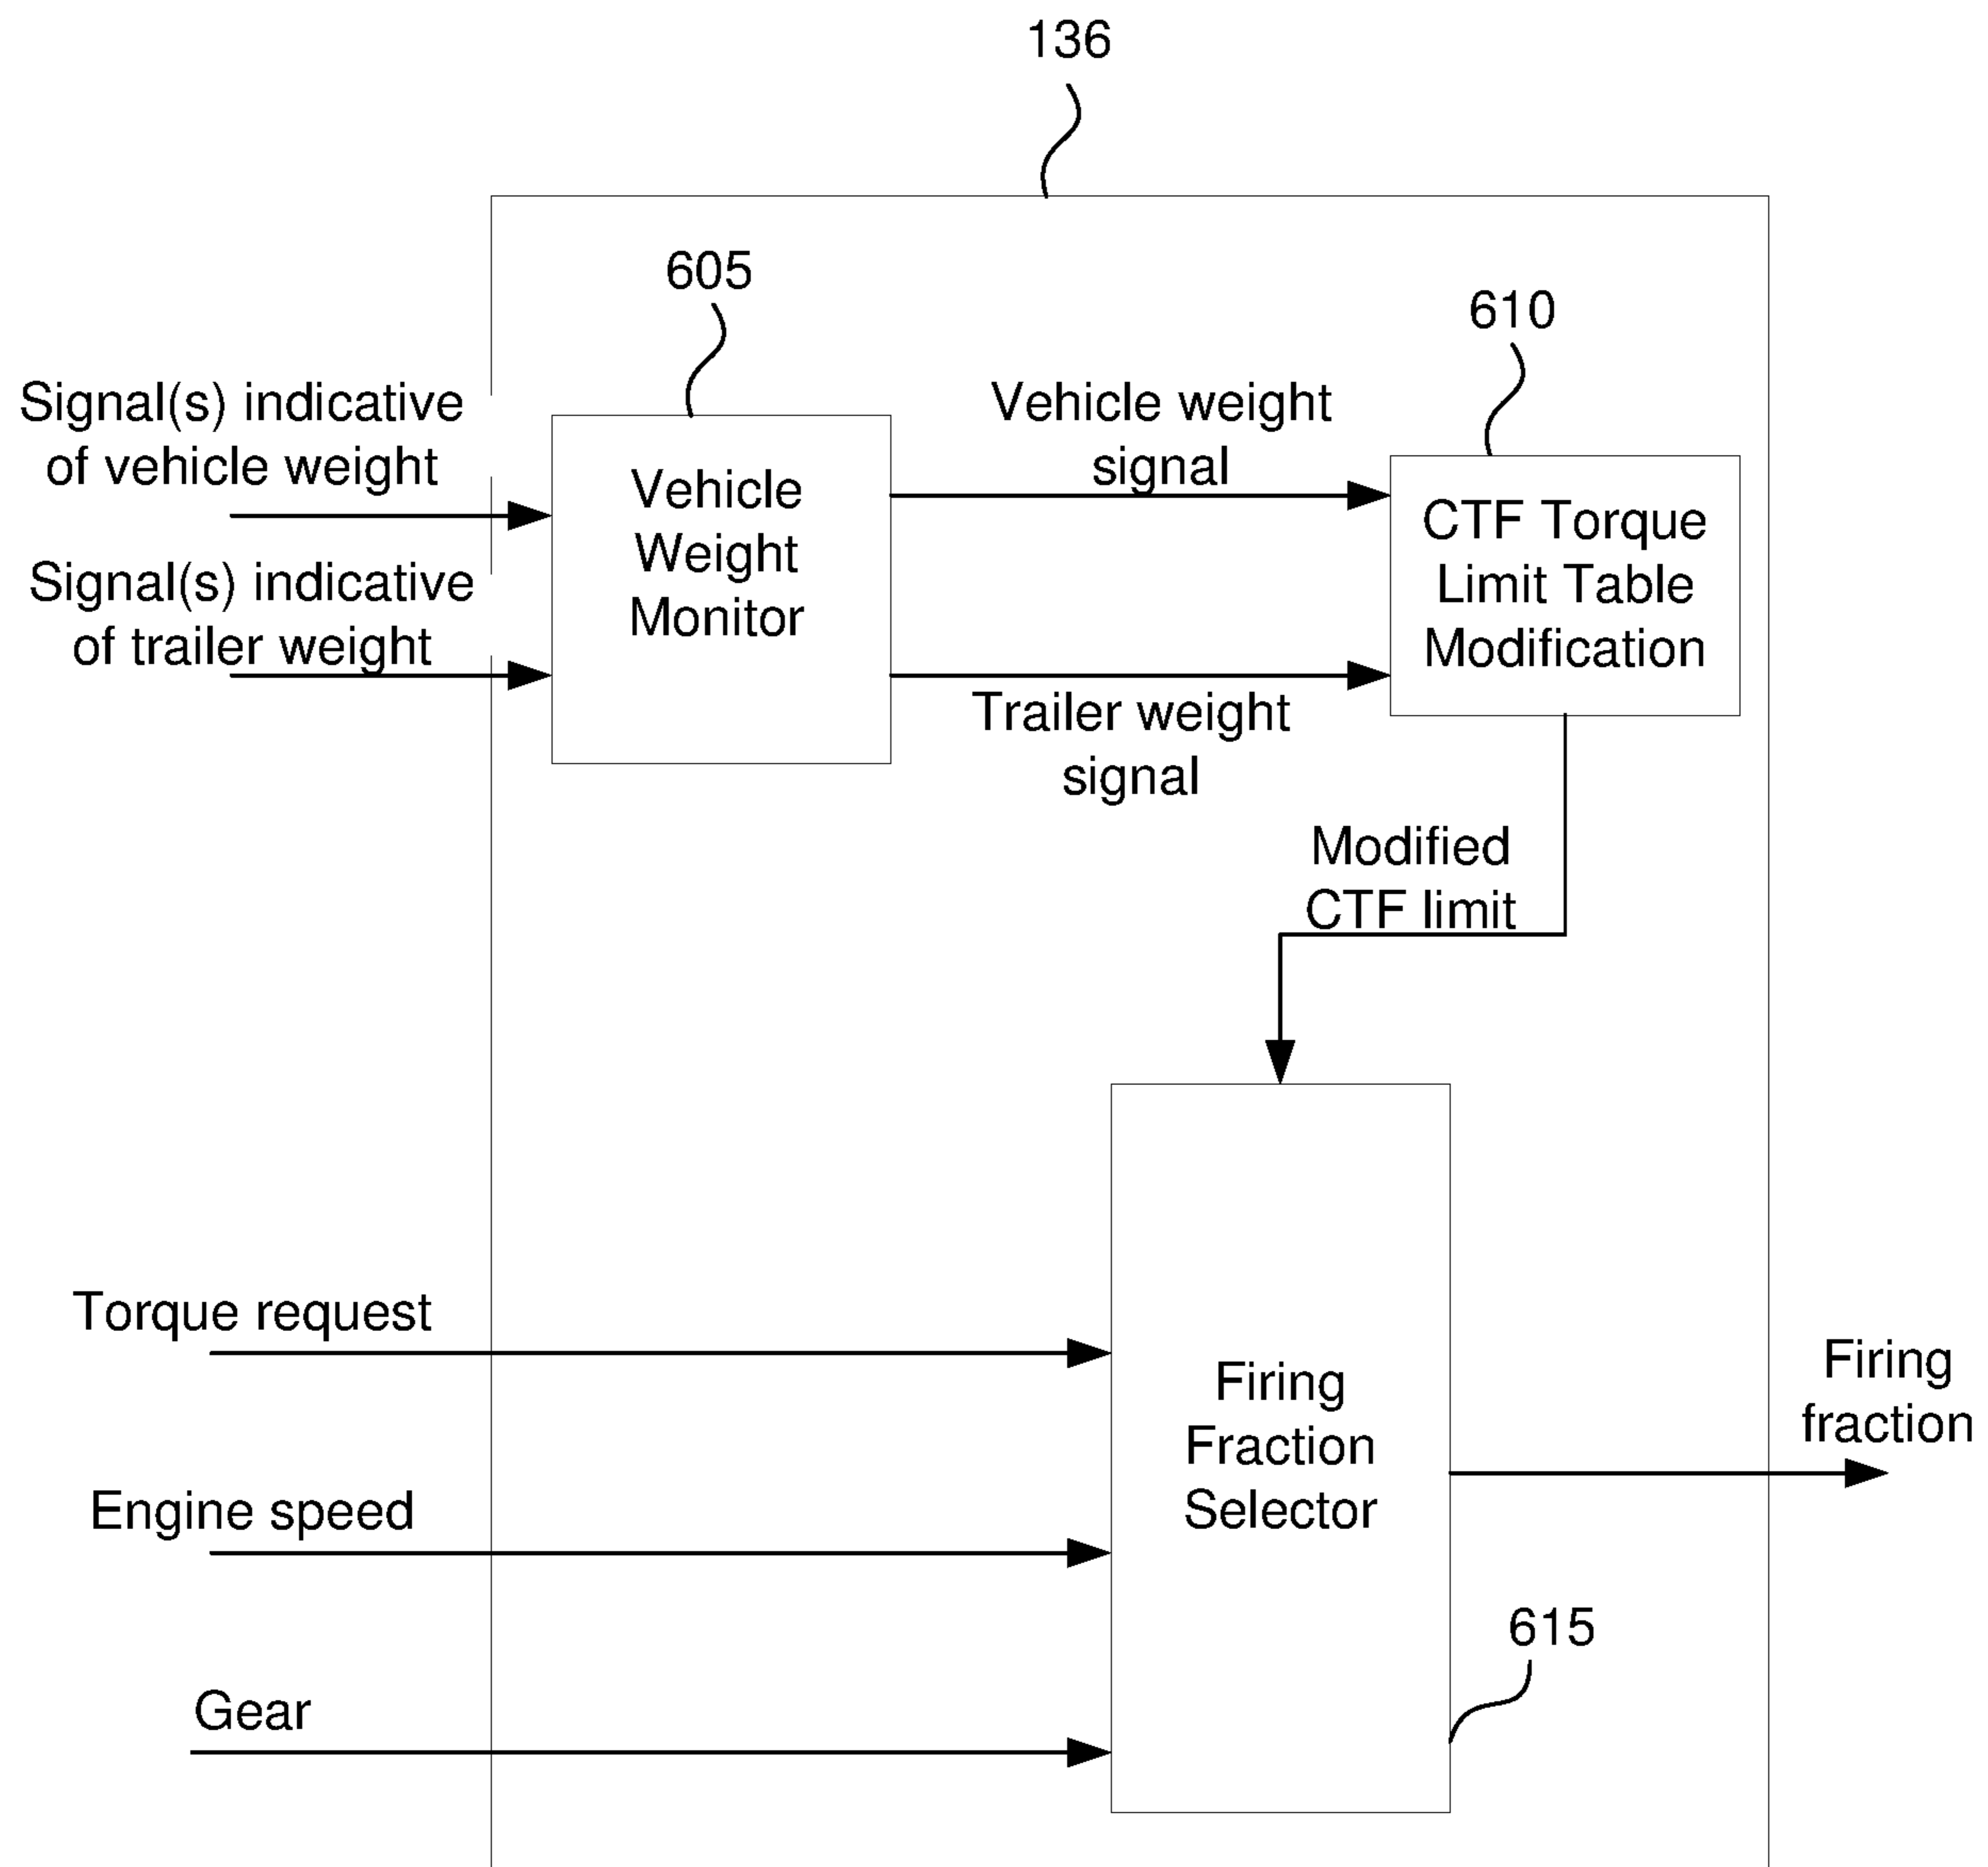 136
605
610
Signal(s) indicative
of vehicle weight
Signal(s) indicative
of trailer weight
Vehicle
Weight
Monitor
Vehicle weight
signal
Trailer weight
signal
CTF Torque
Limit Table
Modification
Modified
CTF limit
Torque request
Engine speed
Gear
Firing
Fraction
Selector
615
Firing
fraction